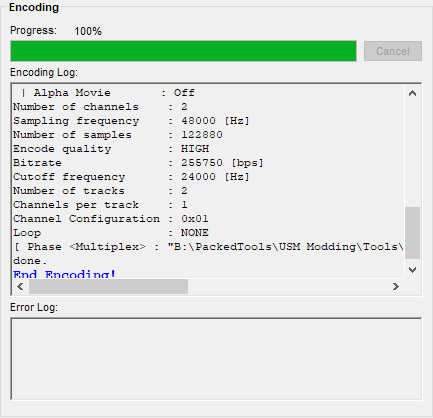 Encoding
Progress: 100%
Cancel
Encoding Log:
| Alpha Movie : Off
Number of channels : 2
Sampling frequency : 48000 [Hz]
Number of samples : 122880
Encode quality : HIGH
Bitrate : 255750 [bps]
Cutoff frequency : 24000 [Hz]
Number of tracks : 2
Channels per track : 1
Channel Configuration : 0x01
Loop : NONE
[ Phase <Multiplex> : "B:\PackedTools\USM Modding\Tools\
done.
End Encoding!
Error Log: